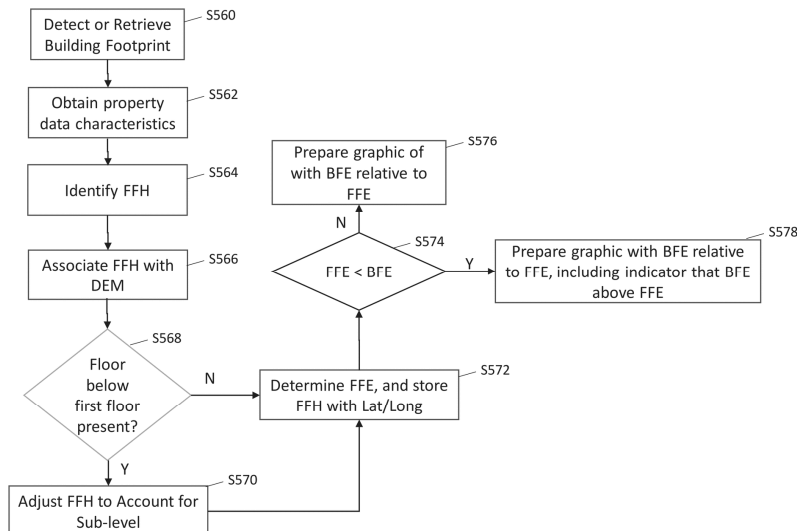 Detect or Retrieve
Building Footprint
S560
Obtain property
data characteristics
S562
Identify FFH
S564
Associate FFH with
DEM
S566
Floor
below
first floor
present?
S568
N
Y
Adjust FFH to Account for
Sub-level
S570
Determine FFE, and store
FFH with Lat/Long
S572
FFE < BFE
S574
N
Y
Prepare graphic of
with BFE relative to
FFE
S576
Prepare graphic with BFE relative
to FFE, including indicator that BFE
above FFE
S578